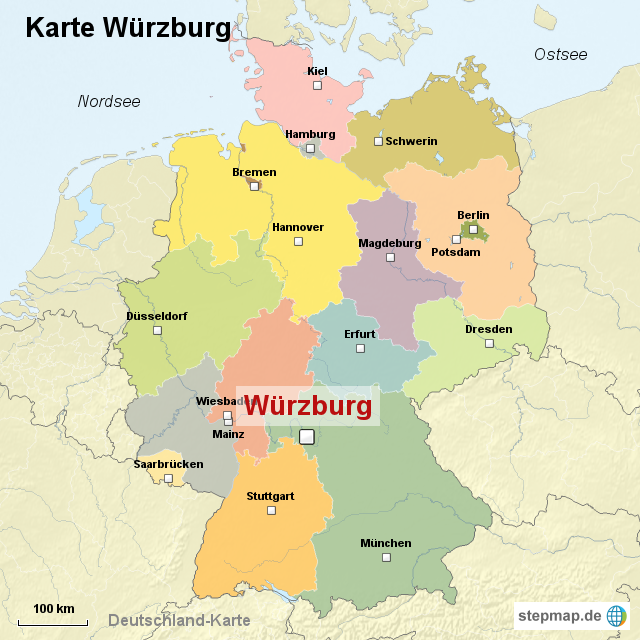 Karte Würzburg
Ostsee
Kiel
Nordsee
Hamburg
Schwerin
Bremen
Berlin
Hannover
Magdeburg
Potsdam
Düsseldorf
Erfurt
Dresden
Wiesbaden
Würzburg
Mainz
Saarbrücken
Stuttgart
München
100 km
Deutschland-Karte
stepmap.de